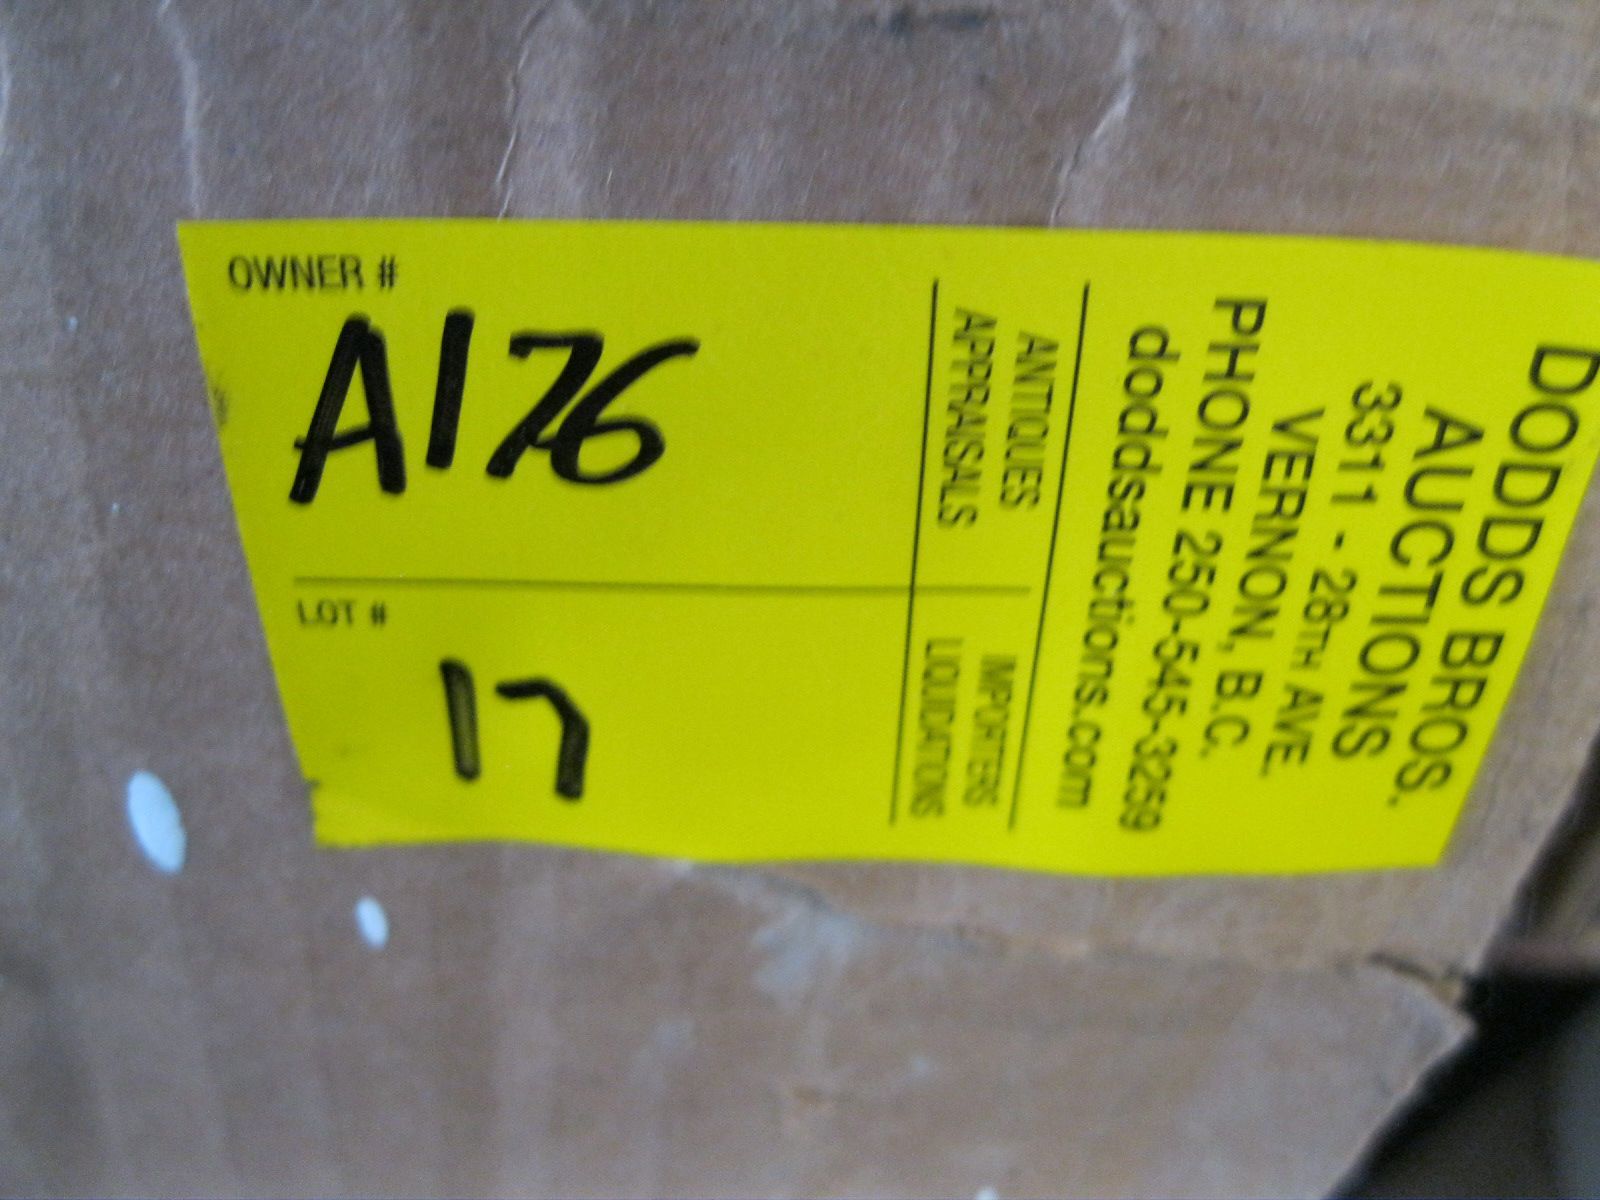 OWNER #
A176
LOT #
17
DODDS BROS.
AUCTIONS
3311 - 28TH AVE.
VERNON, B.C.
PHONE 250-545-3259
doddsauctions.com
ANTIQUES IMPORTERS
APPRAISALS LIQUIDATIONS